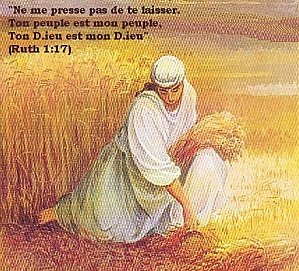 "Ne me presse pas de te laisser.
Ton peuple est mon peuple,
Ton D.ieu est mon D.ieu"
(Ruth 1:17)